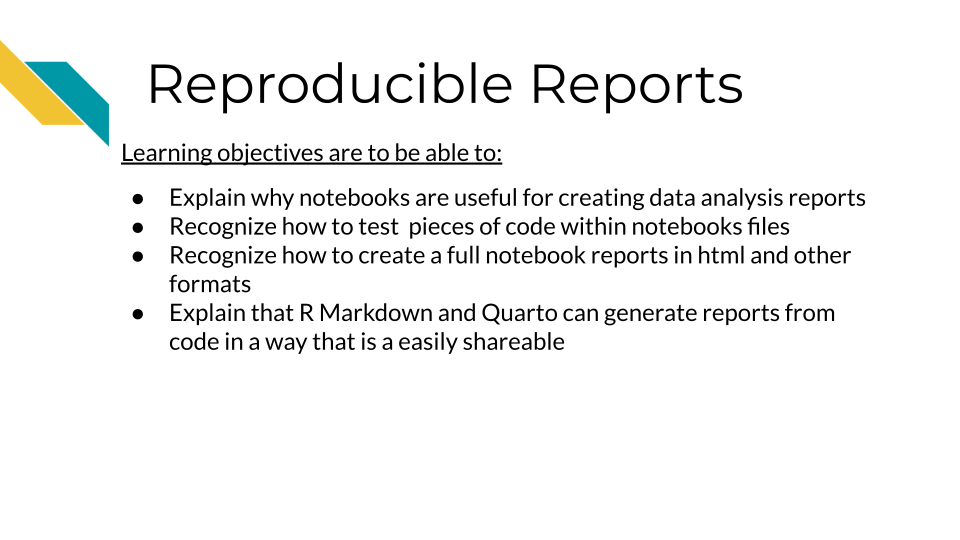 Reproducible Reports
Learning objectives are to be able to:
● Explain why notebooks are useful for creating data analysis reports
● Recognize how to test  pieces of code within notebooks files
● Recognize how to create a full notebook reports in html and other
formats
● Explain that R Markdown and Quarto can generate reports from
code in a way that is a easily shareable